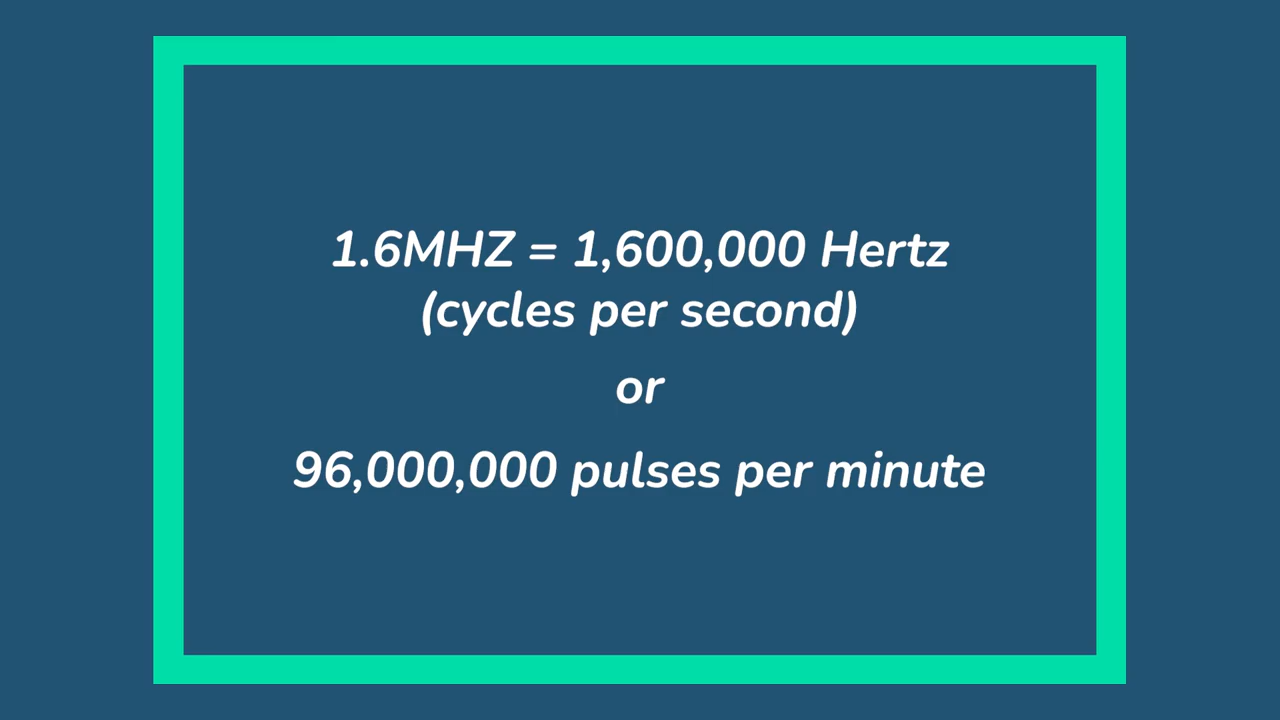 1.6MHZ = 1,600,000 Hertz
(cycles per second)
or
96,000,000 pulses per minute